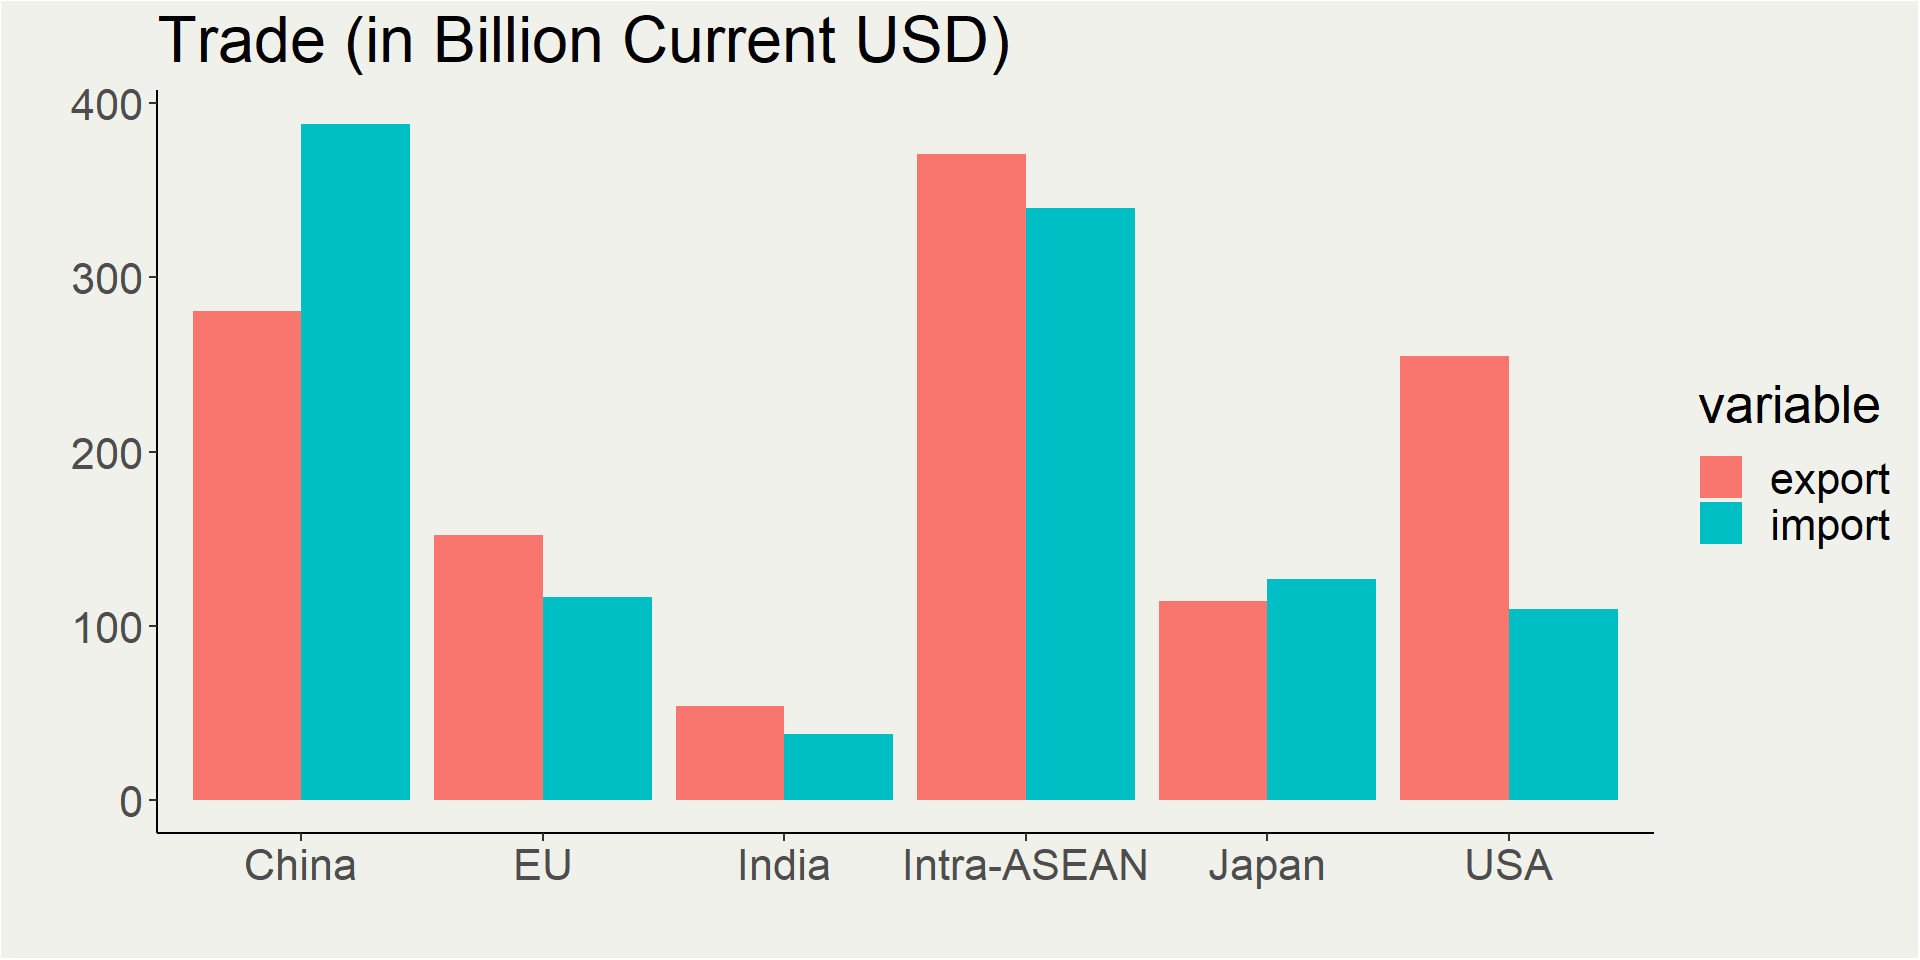 Trade (in Billion Current USD)
400
300
200
100
0
China EU India Intra-ASEAN Japan USA
variable
export
import